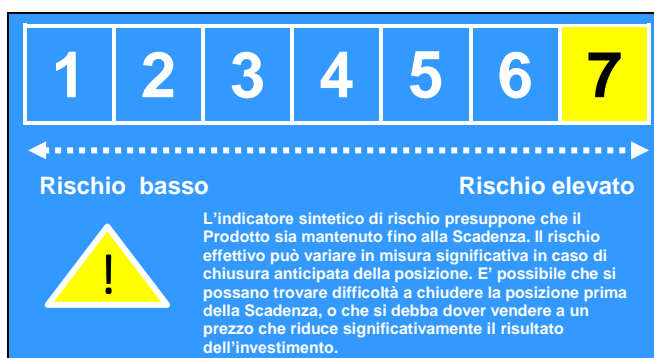 1 2 3 4 5 6 7
Rischio basso Rischio elevato
L'indicatore sintetico di rischio presuppone che il
Prodotto sia mantenuto fino alla Scadenza. Il rischio
effettivo può variare in misura significativa in caso di
chiusura anticipata della posizione. E' possibile che si
possano trovare difficoltà a chiudere la posizione prima
della Scadenza, o che si debba dover vendere a un
prezzo che riduce significativamente il risultato
dell'investimento.
!